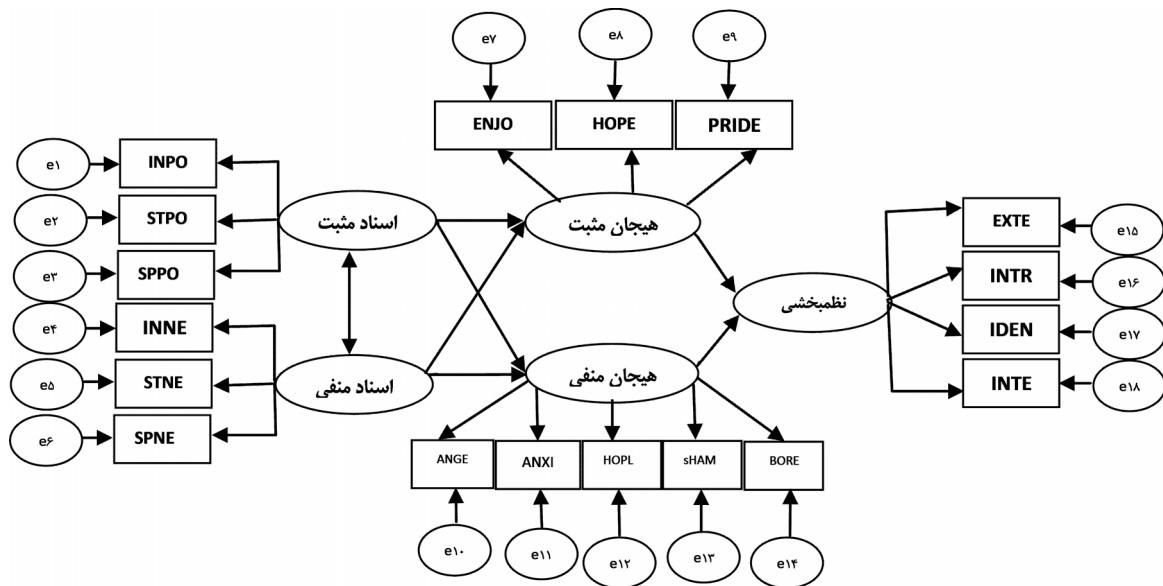 e۷
e۸
e۹
ENJO
HOPE
PRIDE
e۱
INPO
e۲
STPO
e۳
SPPO
e۴
INNE
e۵
STNE
e۶
SPNE
اسناد مثبت
اسناد منفی
هیجان مثبت
هیجان منفی
نظمبخشی
EXTE
e۱۵
INTR
e۱۶
IDEN
e۱۷
INTE
e۱۸
ANGE
ANXI
HOPL
sHAM
BORE
e۱۰
e۱۱
e۱۲
e۱۳
e۱۴